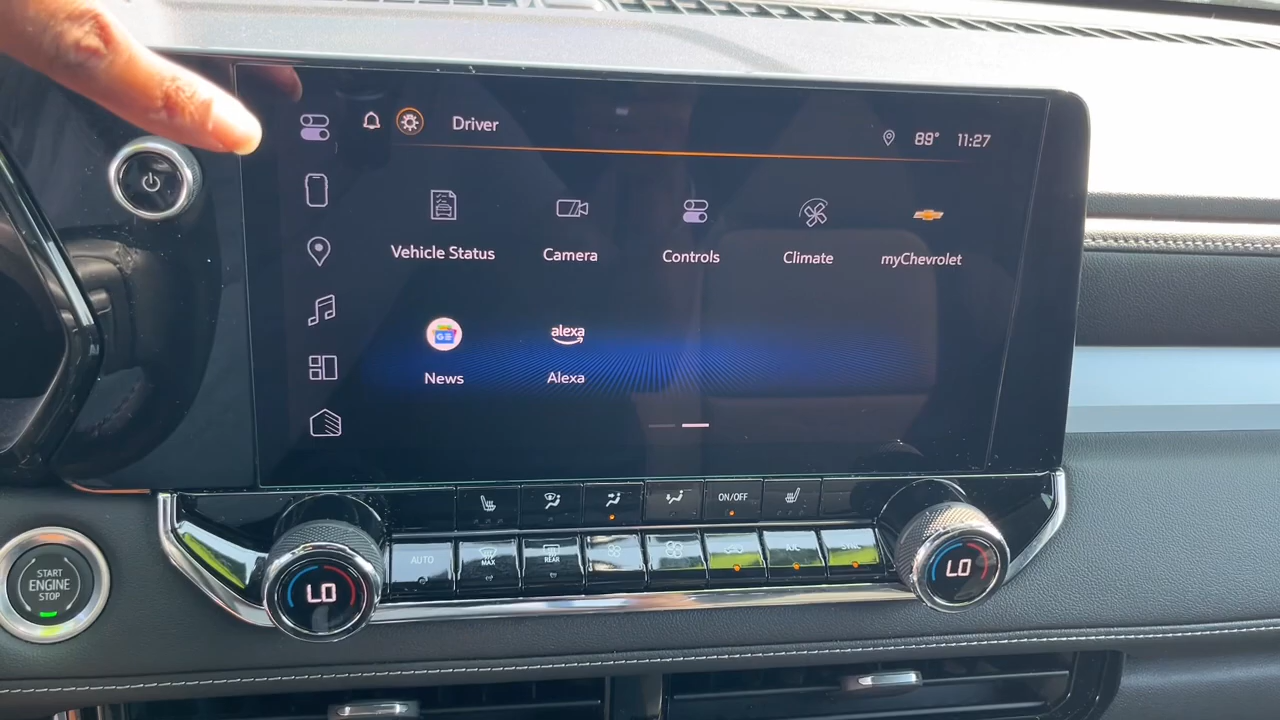 Driver
89° 11:27
Vehicle Status
Camera
Controls
Climate
myChevrolet
alexa
News
Alexa
ON/OFF
AUTO
MAX
REAR
A/C
SYNC
START
ENGINE
STOP
LO
LO